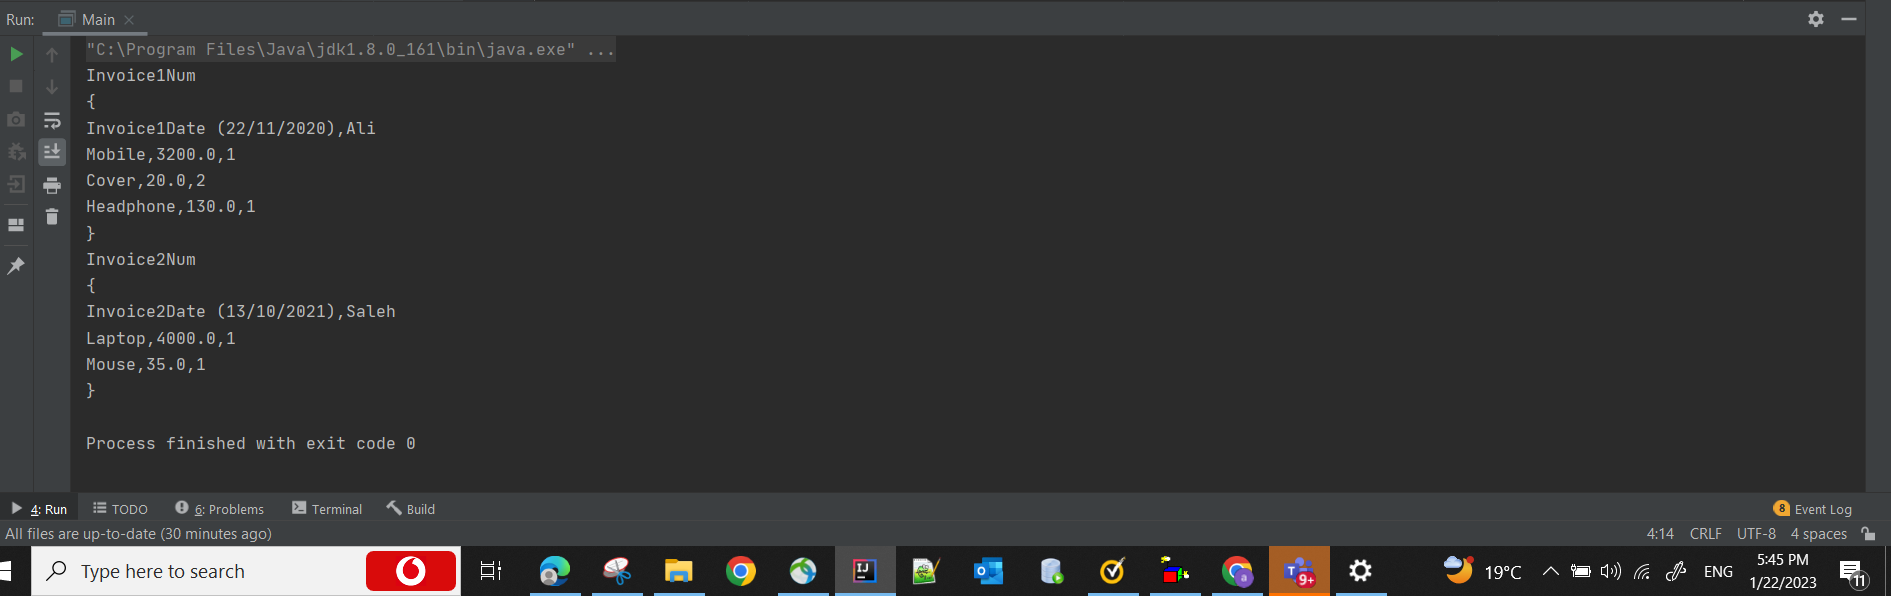 Run: Main
"C:\Program Files\Java\jdk1.8.0_161\bin\java.exe" ...
Invoice1Num
{
Invoice1Date (22/11/2020),Ali
Mobile,3200.0,1
Cover,20.0,2
Headphone,130.0,1
}
Invoice2Num
{
Invoice2Date (13/10/2021),Saleh
Laptop,4000.0,1
Mouse,35.0,1
}
Process finished with exit code 0
4: Run TODO 6: Problems Terminal Build 8 Event Log
All files are up-to-date (30 minutes ago) 4:14 CRLF UTF-8 4 spaces
Type here to search IJ a T 9+ 19°C ENG 5:45 PM
1/22/2023 11